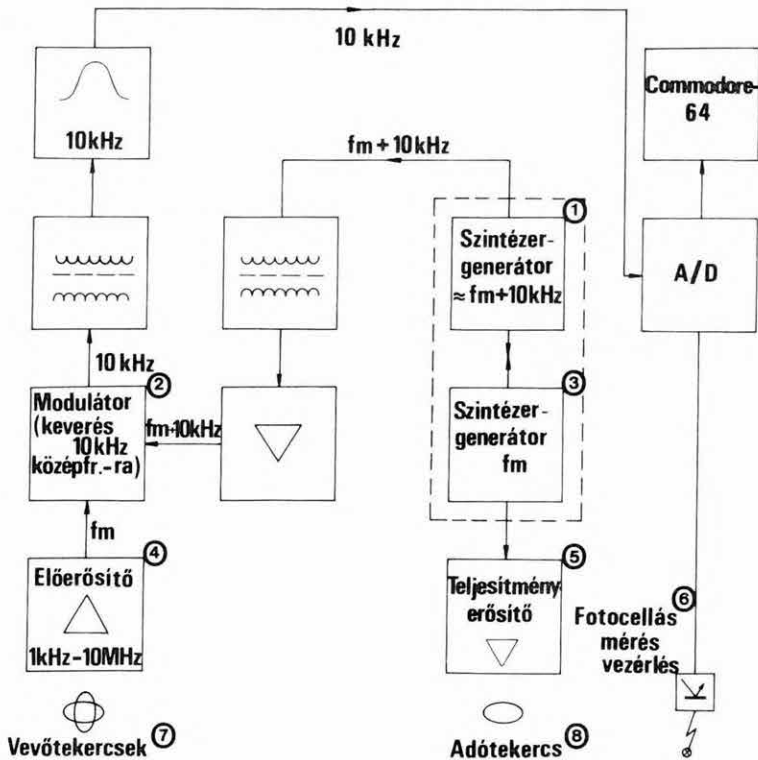 10 kHz
10kHz
Commodore-
64
fm + 10kHz
1
Szintézer-
generátor
≈ fm+10kHz
A/D
10 kHz
2
Modulátor
(keverés
10kHz
középfr.-ra)
fm+10kHz
3
Szintézer-
generátor
fm
fm
4
Előerősítő
1kHz-10MHz
5
Teljesítmény
erősítő
6
Fotocellás
mérés
vezérlés
Vevőtekercsek 7
Adótekercs 8